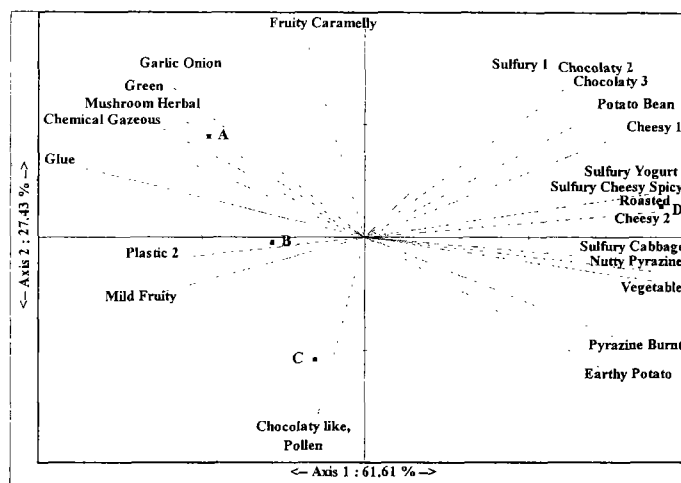 Fruity Caramelly
Garlic Onion
Sulfury 1
Chocolaty 2
Green
Chocolaty 3
Mushroom Herbal
Potato Bean
Chemical Gazeous
A
Cheesy 1
Glue
Sulfury Yogurt
Sulfury Cheesy Spicy
Roasted
D
Cheesy 2
B
Plastic 2
Sulfury Cabbage
Nutty Pyrazine
Mild Fruity
Vegetable
C
Pyrazine Burnt
Earthy Potato
Chocolaty like,
Pollen
<-- Axis 1 : 61.61 % -->
<-- Axis 2 : 27.43 % -->